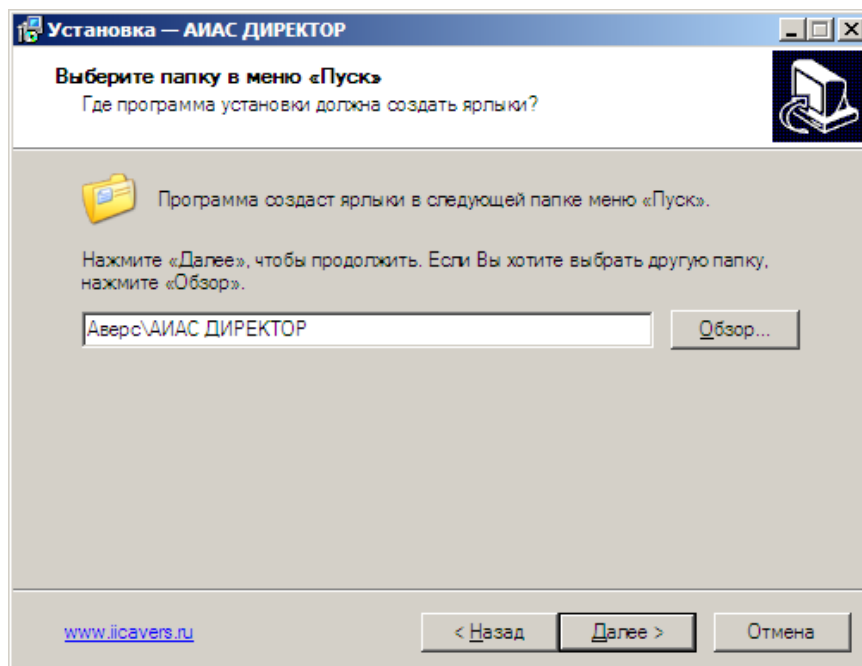 Установка — АИАС ДИРЕКТОР
Выберите папку в меню «Пуск»
Где программа установки должна создать ярлыки?
Программа создаст ярлыки в следующей папке меню «Пуск».
Нажмите «Далее», чтобы продолжить. Если Вы хотите выбрать другую папку,
нажмите «Обзор».
Аверс\АИАС ДИРЕКТОР
Обзор...
www.iicavers.ru
< Назад
Далее >
Отмена